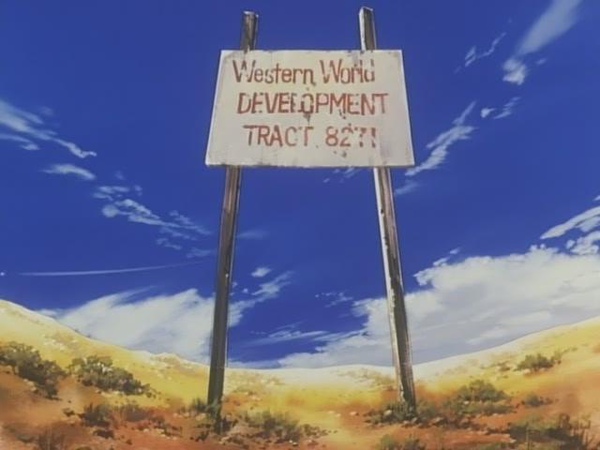 Western World
DEVELOPMENT
TRACT 8271